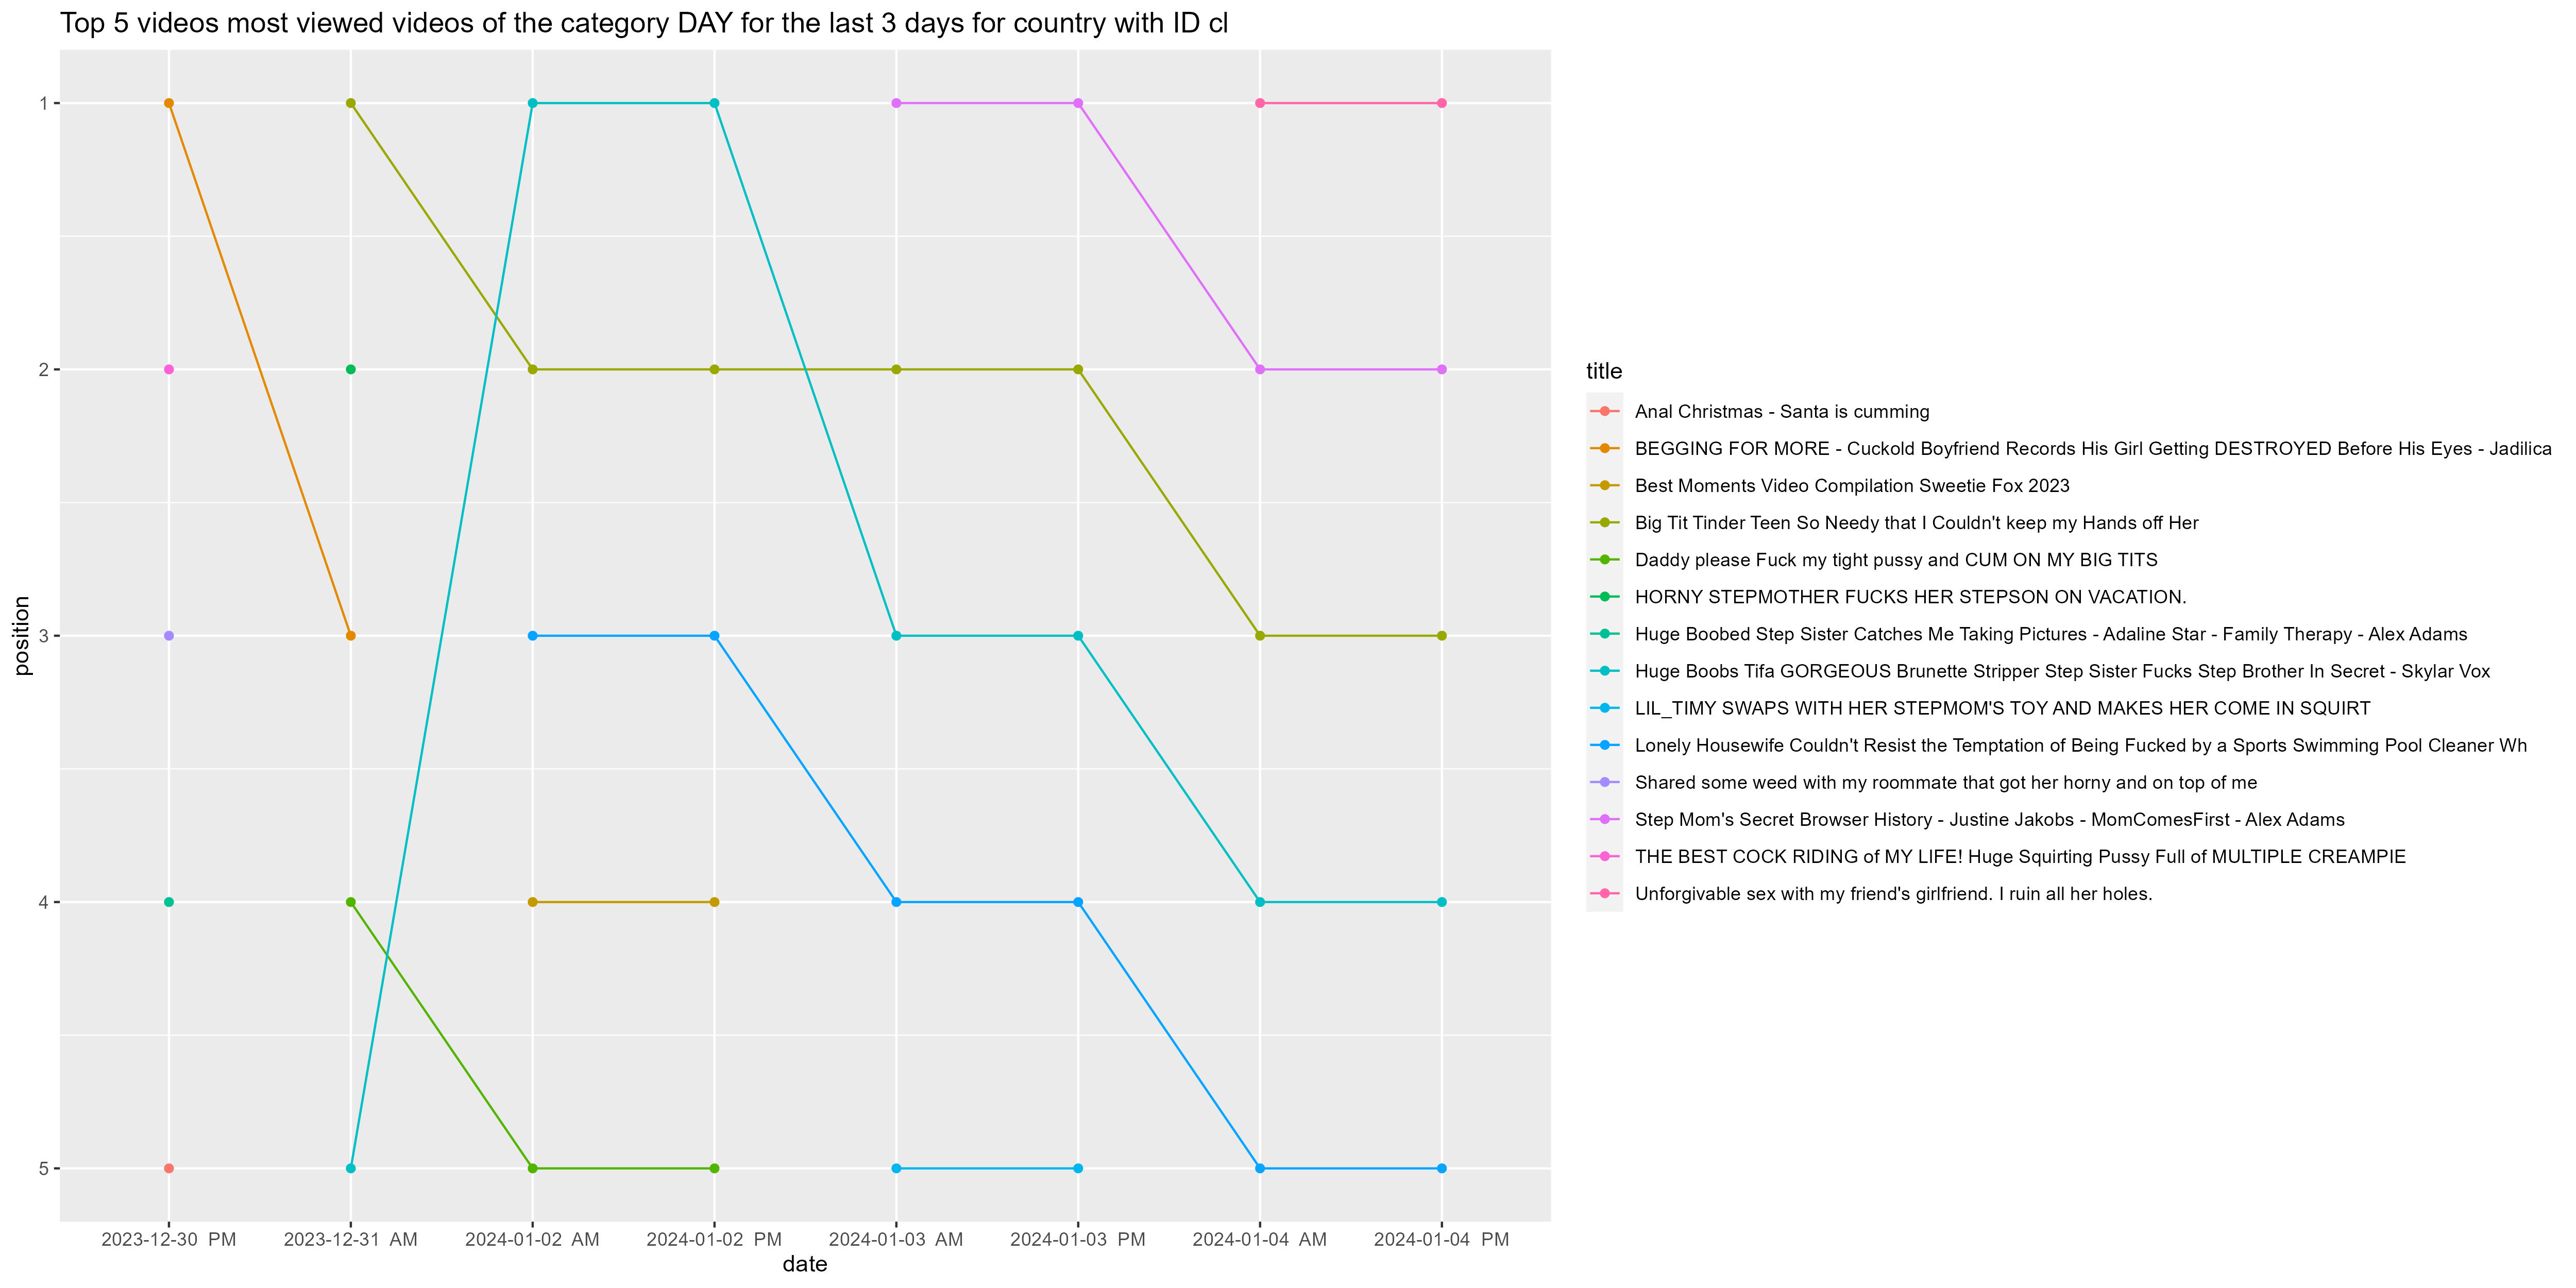 Top 5 videos most viewed videos of the category DAY for the last 3 days for country with ID cl
position
1
2
3
4
5
2023-12-30 PM
2023-12-31 AM
2024-01-02 AM
2024-01-02 PM
2024-01-03 AM
2024-01-03 PM
2024-01-04 AM
2024-01-04 PM
date
title
Anal Christmas - Santa is cumming
BEGGING FOR MORE - Cuckold Boyfriend Records His Girl Getting DESTROYED Before His Eyes - Jadilica
Best Moments Video Compilation Sweetie Fox 2023
Big Tit Tinder Teen So Needy that I Couldn't keep my Hands off Her
Daddy please Fuck my tight pussy and CUM ON MY BIG TITS
HORNY STEPMOTHER FUCKS HER STEPSON ON VACATION.
Huge Boobed Step Sister Catches Me Taking Pictures - Adaline Star - Family Therapy - Alex Adams
Huge Boobs Tifa GORGEOUS Brunette Stripper Step Sister Fucks Step Brother In Secret - Skylar Vox
LIL_TIMY SWAPS WITH HER STEPMOM'S TOY AND MAKES HER COME IN SQUIRT
Lonely Housewife Couldn't Resist the Temptation of Being Fucked by a Sports Swimming Pool Cleaner Wh
Shared some weed with my roommate that got her horny and on top of me
Step Mom's Secret Browser History - Justine Jakobs - MomComesFirst - Alex Adams
THE BEST COCK RIDING of MY LIFE! Huge Squirting Pussy Full of MULTIPLE CREAMPIE
Unforgivable sex with my friend's girlfriend. I ruin all her holes.